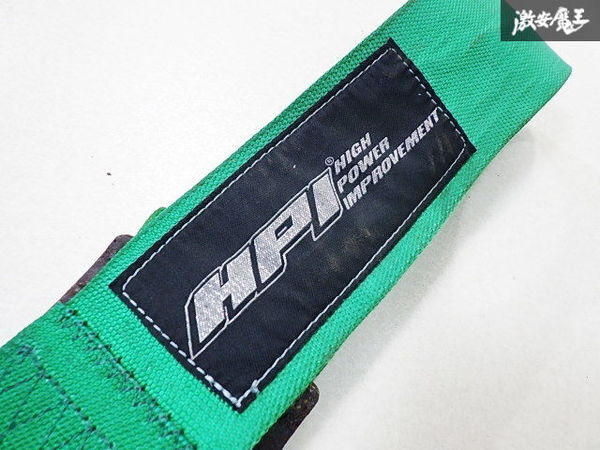 激安魔王
HPI®
HIGH
POWER
IMPROVEMENT